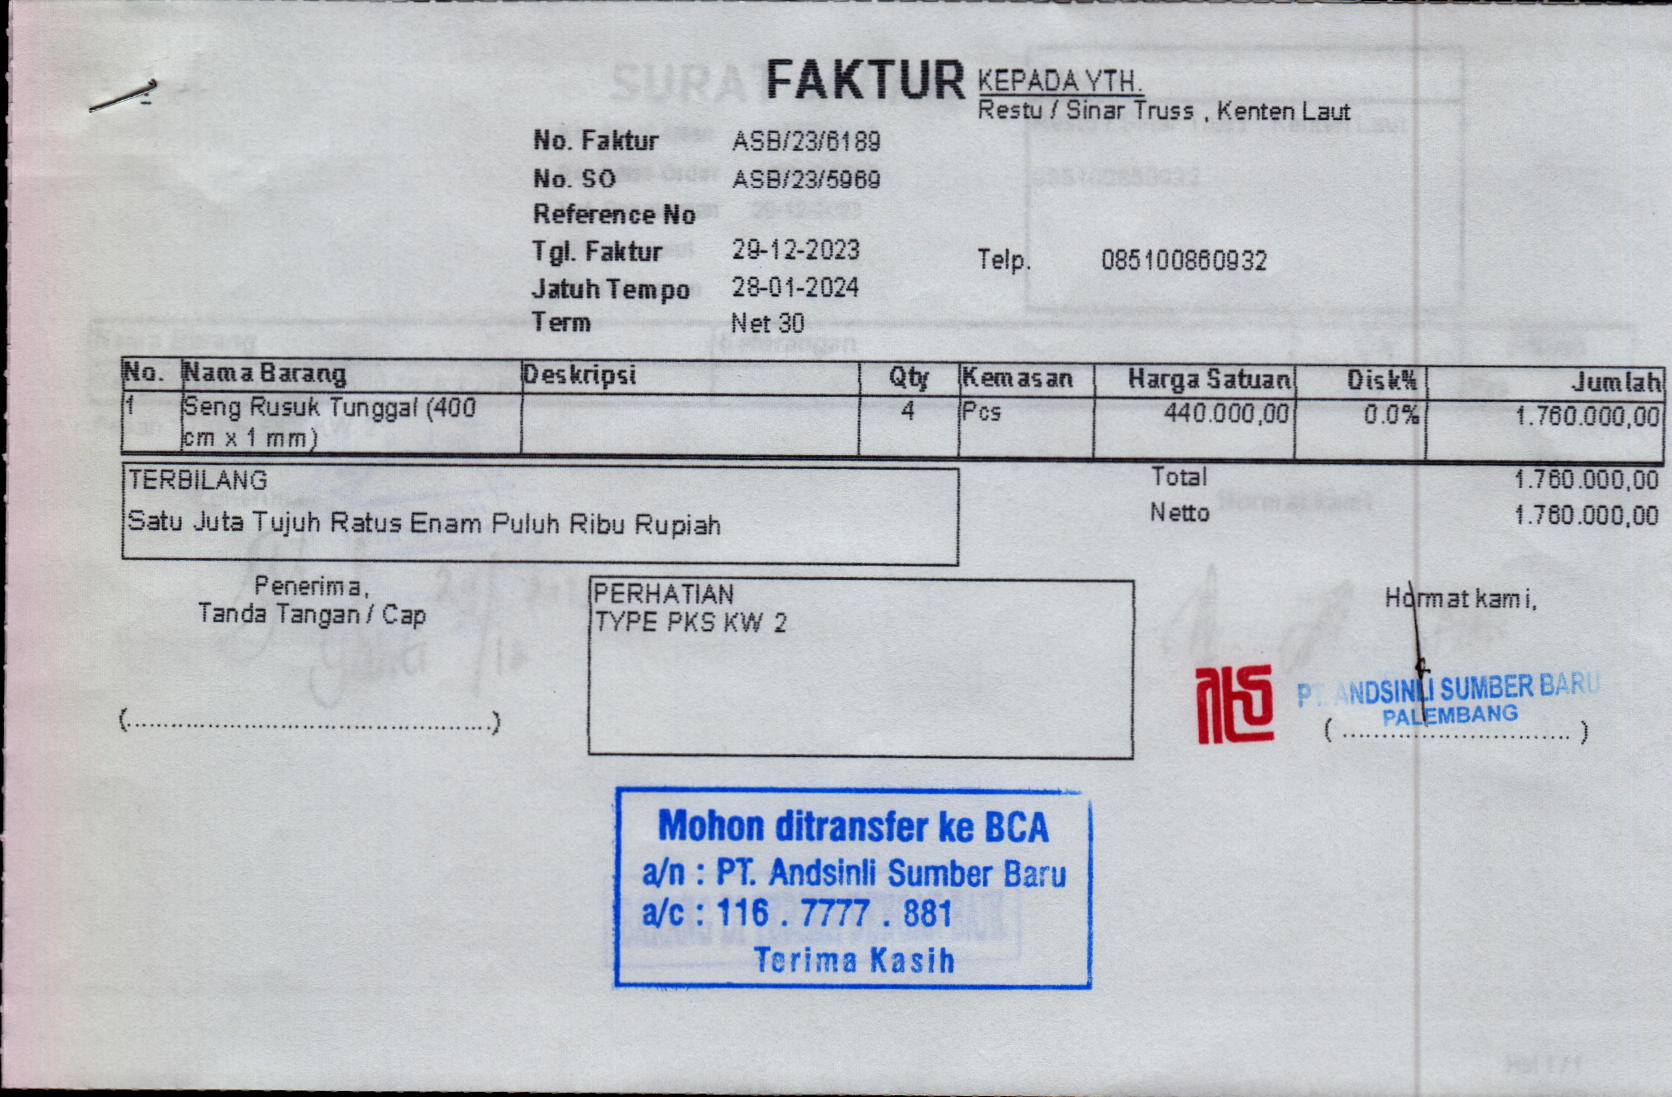 FAKTUR
KEPADA YTH.
Restu / Sinar Truss , Kenten Laut
No. Faktur ASB/23/6189
No. SO ASB/23/5969
Reference No
Tgl. Faktur 29-12-2023
Telp. 085100860932
Jatuh Tempo 28-01-2024
Term Net 30
No. Nama Barang Deskripsi Qty Kemasan Harga Satuan Disk% Jumlah
1 Seng Rusuk Tunggal (400 4 Pcs 440.000,00 0.0% 1.760.000,00
cm x 1 mm)
TERBILANG
Satu Juta Tujuh Ratus Enam Puluh Ribu Rupiah
Total 1.760.000,00
Netto 1.760.000,00
Penerima,
Tanda Tangan / Cap
(..........................................)
PERHATIAN
TYPE PKS KW 2
Hormat kami,
PT. ANDSINLI SUMBER BARU
PALEMBANG
( ............................ )
Mohon ditransfer ke BCA
a/n : PT. Andsinli Sumber Baru
a/c : 116 . 7777 . 881
Terima Kasih